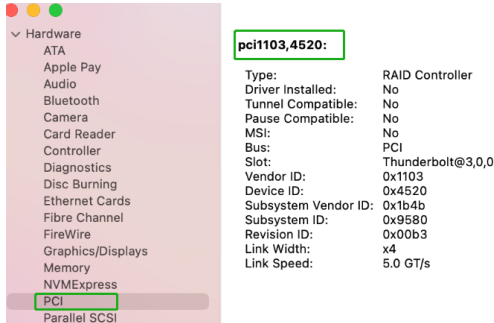 Hardware
ATA
Apple Pay
Audio
Bluetooth
Camera
Card Reader
Controller
Diagnostics
Disc Burning
Ethernet Cards
Fibre Channel
FireWire
Graphics/Displays
Memory
NVMExpress
PCI
Parallel SCSI
pci1103,4520:
Type: RAID Controller
Driver Installed: No
Tunnel Compatible: No
Pause Compatible: No
MSI: No
Bus: PCI
Slot: Thunderbolt@3,0,0
Vendor ID: 0x1103
Device ID: 0x4520
Subsystem Vendor ID: 0x1b4b
Subsystem ID: 0x9580
Revision ID: 0x00b3
Link Width: x4
Link Speed: 5.0 GT/s